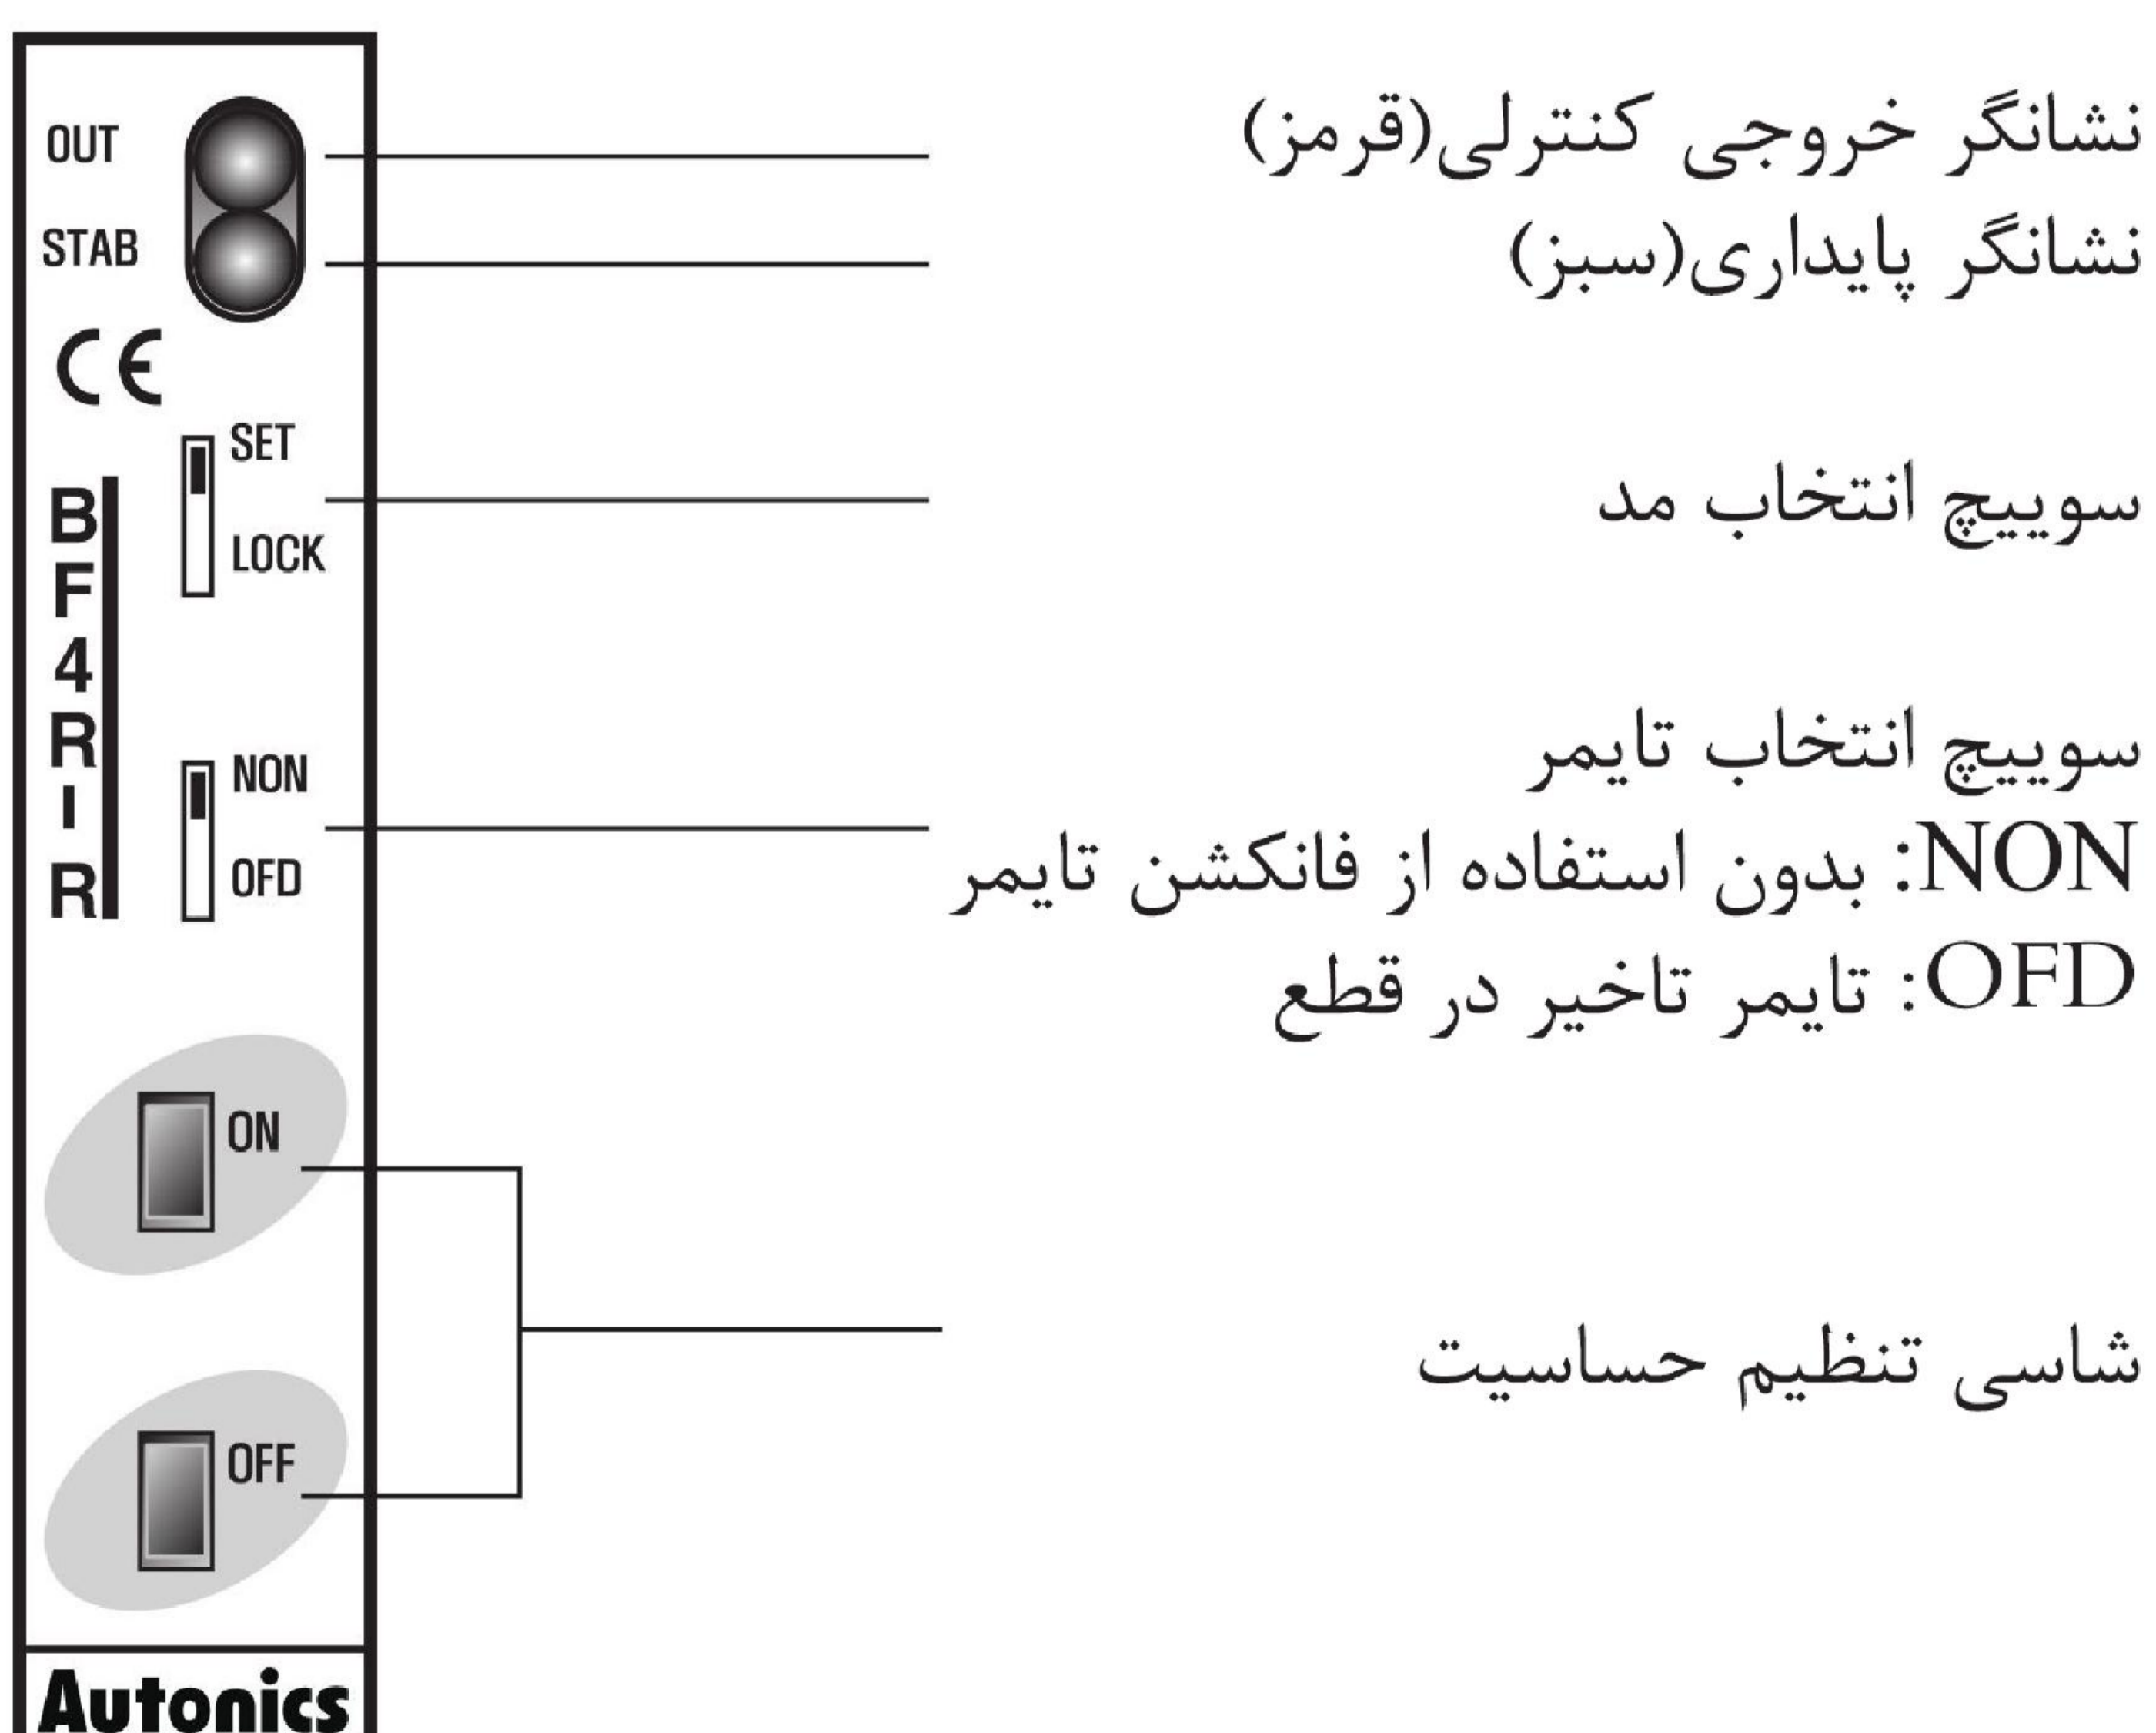 OUT
نشانگر خروجی کنترلی(قرمز)
STAB
نشانگر پایداری(سبز)
CE
SET
LOCK
سوییچ انتخاب مد
BF4RIR
NON
OFD
سوییچ انتخاب تایمر
NON: بدون استفاده از فانکشن تایمر
OFD: تایمر تاخیر در قطع
ON
OFF
شاسی تنظیم حساسیت
Autonics